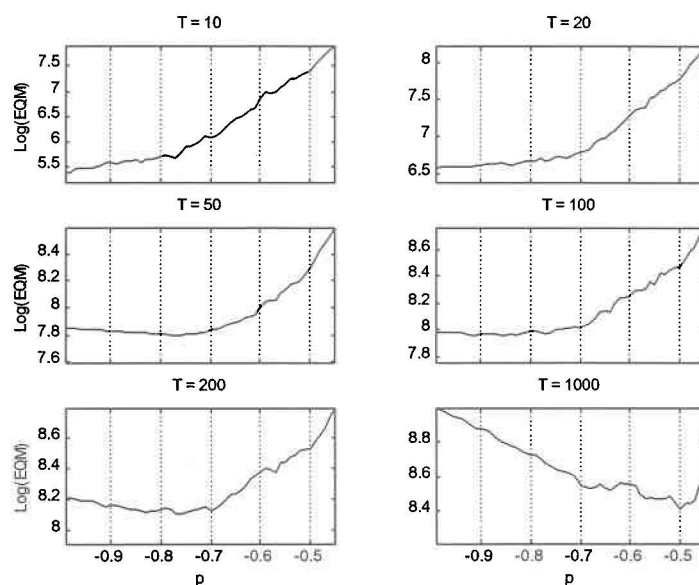 T = 10
T = 20
Log(EQM)
7.5
7
6.5
6
5.5
8
7.5
7
6.5
T = 50
T = 100
Log(EQM)
8.4
8.2
8
7.8
7.6
8.6
8.4
8.2
8
7.8
T = 200
T = 1000
Log(EQM)
8.6
8.4
8.2
8
8.8
8.6
8.4
-0.9 -0.8 -0.7 -0.6 -0.5
-0.9 -0.8 -0.7 -0.6 -0.5
p
p